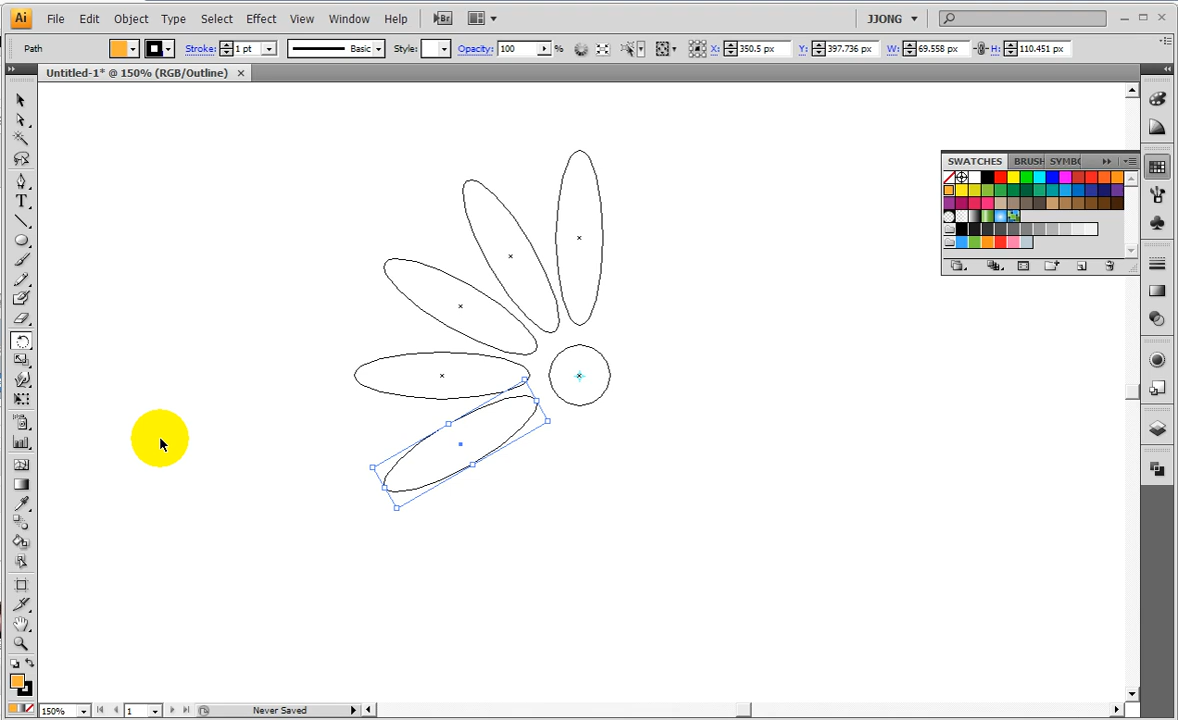 Ai File Edit Object Type Select Effect View Window Help Br JJONG
Path Stroke: 1 pt Basic Style: Opacity: 100 % X: 350.5 px Y: 397.736 px W: 69.558 px H: 110.451 px
Untitled-1* @ 150% (RGB/Outline)
SWATCHES BRUSH SYMBO
T
150% 1 Never Saved